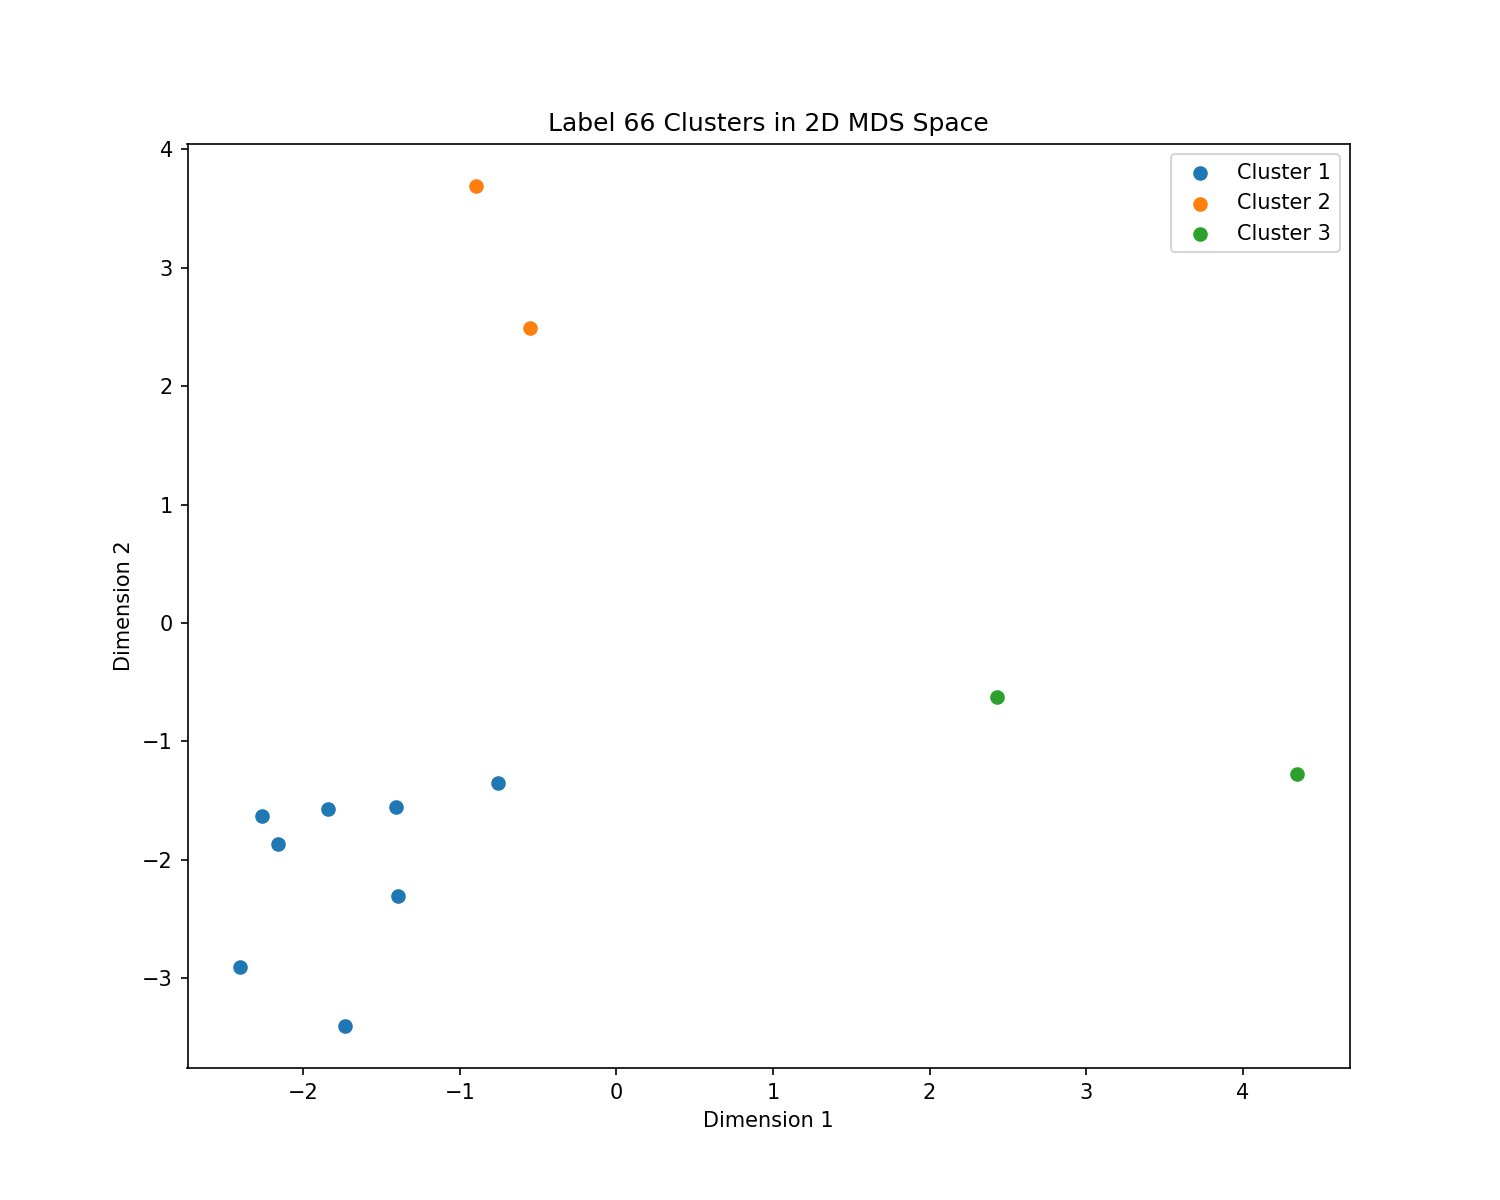 Label 66 Clusters in 2D MDS Space
Cluster 1
Cluster 2
Cluster 3
4
3
2
1
0
−1
−2
−3
Dimension 2
−2
−1
0
1
2
3
4
Dimension 1